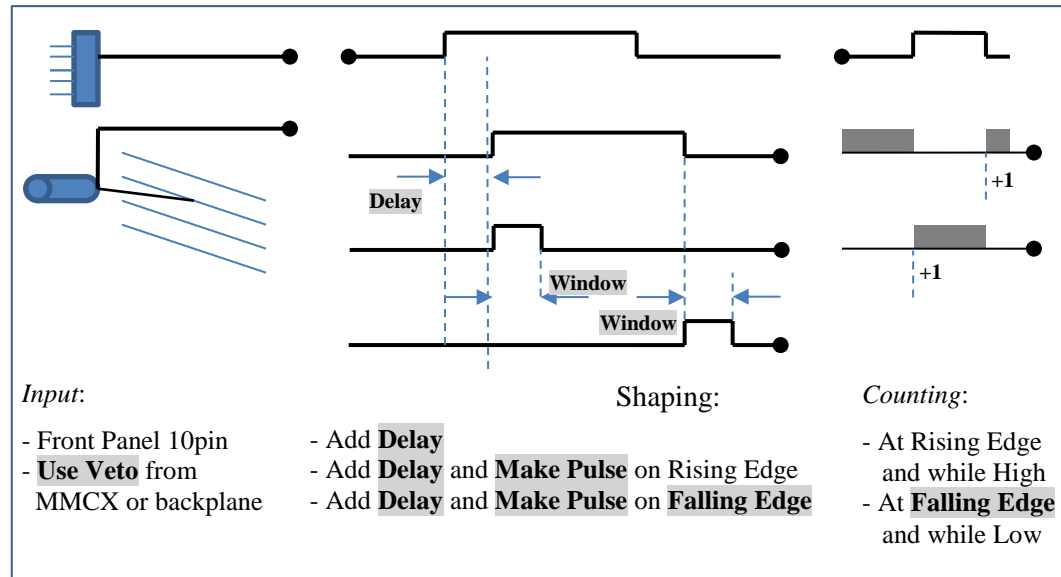 +1
Delay
+1
Window
Window
Input:
- Front Panel 10pin
- Use Veto from
MMCX or backplane
Shaping:
- Add Delay
- Add Delay and Make Pulse on Rising Edge
- Add Delay and Make Pulse on Falling Edge
Counting:
- At Rising Edge
and while High
- At Falling Edge
and while Low